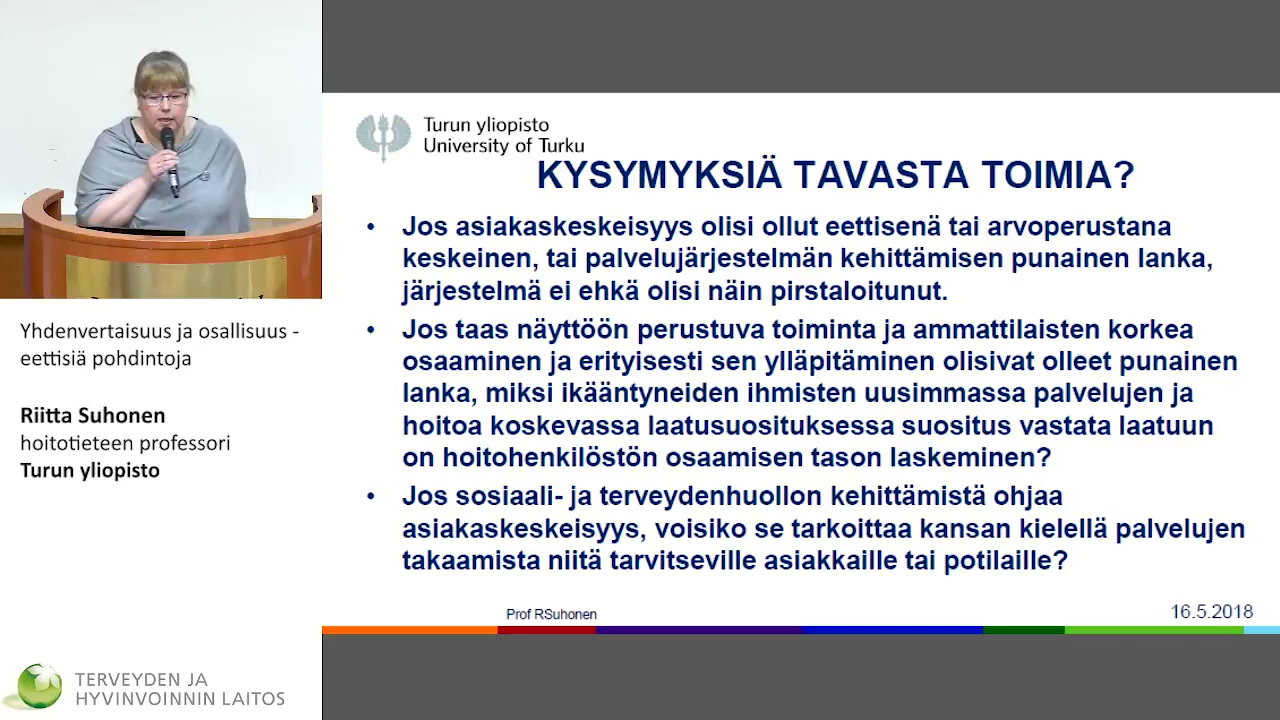 Turun yliopisto
University of Turku
KYSYMYKSIÄ TAVASTA TOIMIA?
• Jos asiakaskeskeisyys olisi ollut eettisenä tai arvoperustana
keskeinen, tai palvelujärjestelmän kehittämisen punainen lanka,
järjestelmä ei ehkä olisi näin pirstaloitunut.
• Jos taas näyttöön perustuva toiminta ja ammattilaisten korkea
osaaminen ja erityisesti sen ylläpitäminen olisivat olleet punainen
lanka, miksi ikääntyneiden ihmisten uusimmassa palvelujen ja
hoitoa koskevassa laatusuosituksessa suositus vastata laatuun
on hoitohenkilöstön osaamisen tason laskeminen?
• Jos sosiaali- ja terveydenhuollon kehittämistä ohjaa
asiakaskeskeisyys, voisiko se tarkoittaa kansan kielellä palvelujen
takaamista niitä tarvitseville asiakkaille tai potilaille?
Prof RSuhonen
16.5.2018
Yhdenvertaisuus ja osallisuus -
eettisiä pohdintoja
Riitta Suhonen
hoitotieteen professori
Turun yliopisto
TERVEYDEN JA
HYVINVOINNIN LAITOS